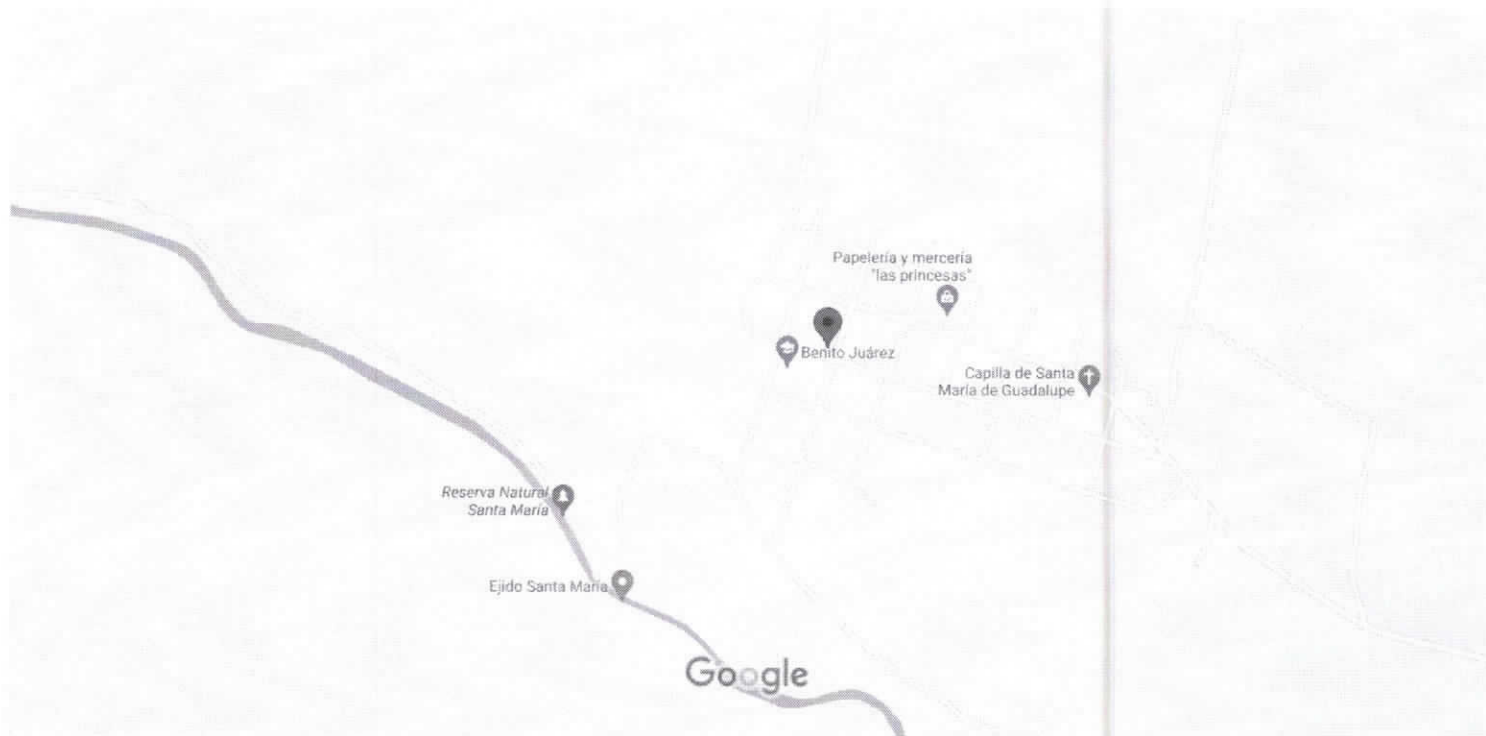 Papelería y mercería
"las princesas"
Benito Juárez
Capilla de Santa
María de Guadalupe
Reserva Natural
Santa María
Ejido Santa María
Google